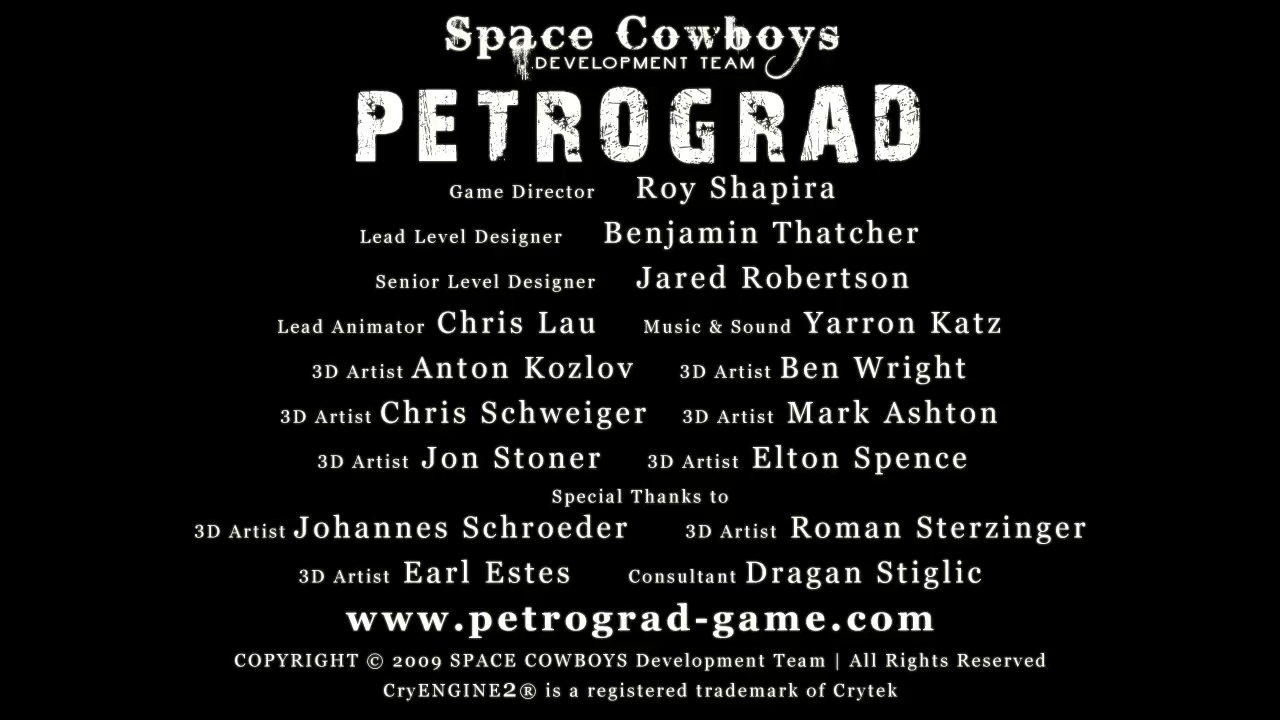 Space Cowboys
DEVELOPMENT TEAM
PETROGRAD
Game Director Roy Shapira
Lead Level Designer Benjamin Thatcher
Senior Level Designer Jared Robertson
Lead Animator Chris Lau Music & Sound Yarron Katz
3D Artist Anton Kozlov 3D Artist Ben Wright
3D Artist Chris Schweiger 3D Artist Mark Ashton
3D Artist Jon Stoner 3D Artist Elton Spence
Special Thanks to
3D Artist Johannes Schroeder 3D Artist Roman Sterzinger
3D Artist Earl Estes Consultant Dragan Stiglic
www.petrograd-game.com
COPYRIGHT © 2009 SPACE COWBOYS Development Team | All Rights Reserved
CryENGINE2® is a registered trademark of Crytek